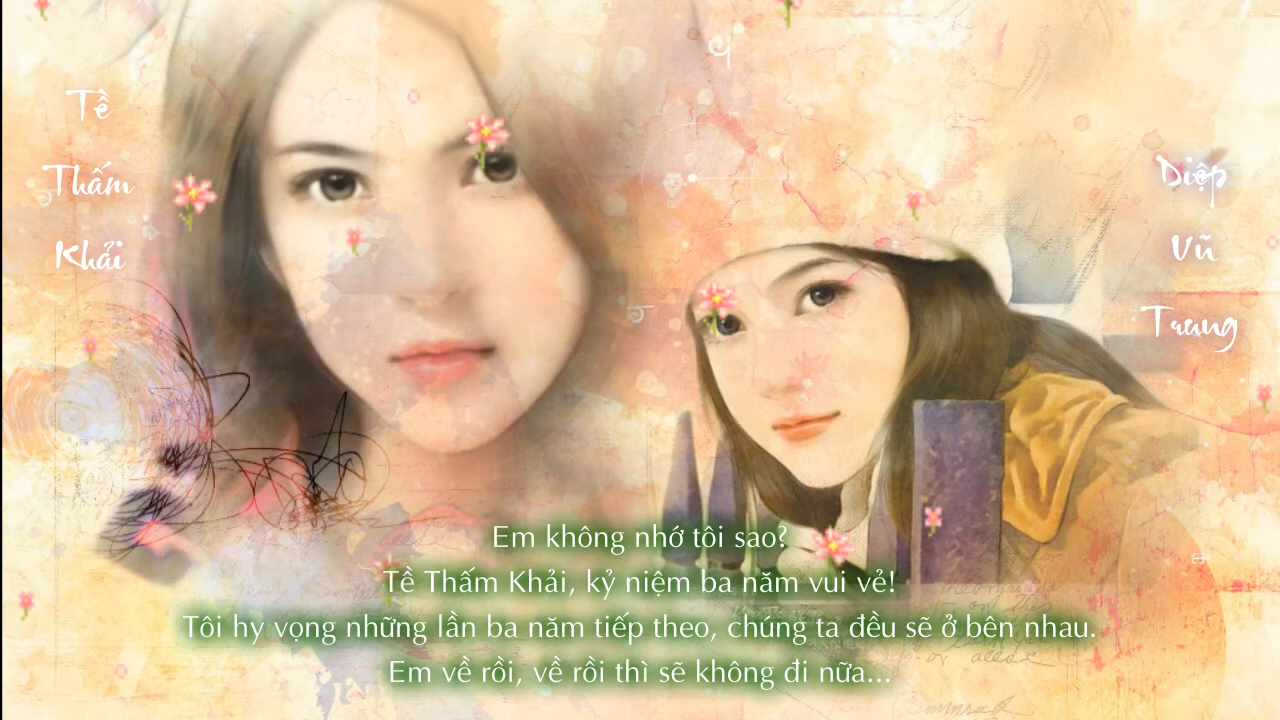 Tề
Thấm
Khải
Diệp
Vũ
Trung
Em không nhớ tôi sao?
Tề Thấm Khải, kỷ niệm ba năm vui vẻ!
Tôi hy vọng những lần ba năm tiếp theo, chúng ta đều sẽ ở bên nhau.
Em về rồi, về rồi thì sẽ không đi nữa...